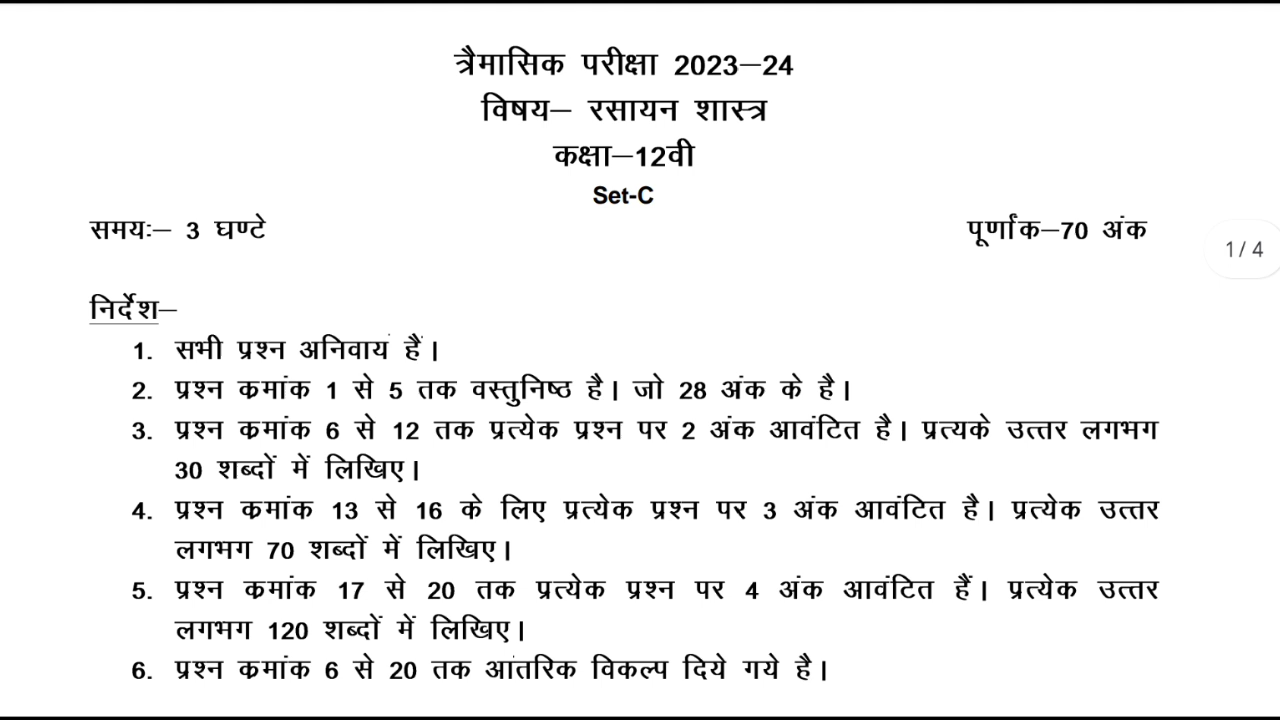 त्रैमासिक परीक्षा 2023–24
विषय– रसायन शास्त्र
कक्षा–12वी
Set-C
समयः– 3 घण्टे
पूर्णांक–70 अंक
1 / 4
निर्देश–
1. सभी प्रश्न अनिवार्य हैं।
2. प्रश्न कमांक 1 से 5 तक वस्तुनिष्ठ है। जो 28 अंक के है।
3. प्रश्न कमांक 6 से 12 तक प्रत्येक प्रश्न पर 2 अंक आवंटित है। प्रत्यके उत्तर लगभग
30 शब्दों में लिखिए।
4. प्रश्न कमांक 13 से 16 के लिए प्रत्येक प्रश्न पर 3 अंक आवंटित है। प्रत्येक उत्तर
लगभग 70 शब्दों में लिखिए।
5. प्रश्न कमांक 17 से 20 तक प्रत्येक प्रश्न पर 4 अंक आवंटित हैं। प्रत्येक उत्तर
लगभग 120 शब्दों में लिखिए।
6. प्रश्न कमांक 6 से 20 तक आंतरिक विकल्प दिये गये है।